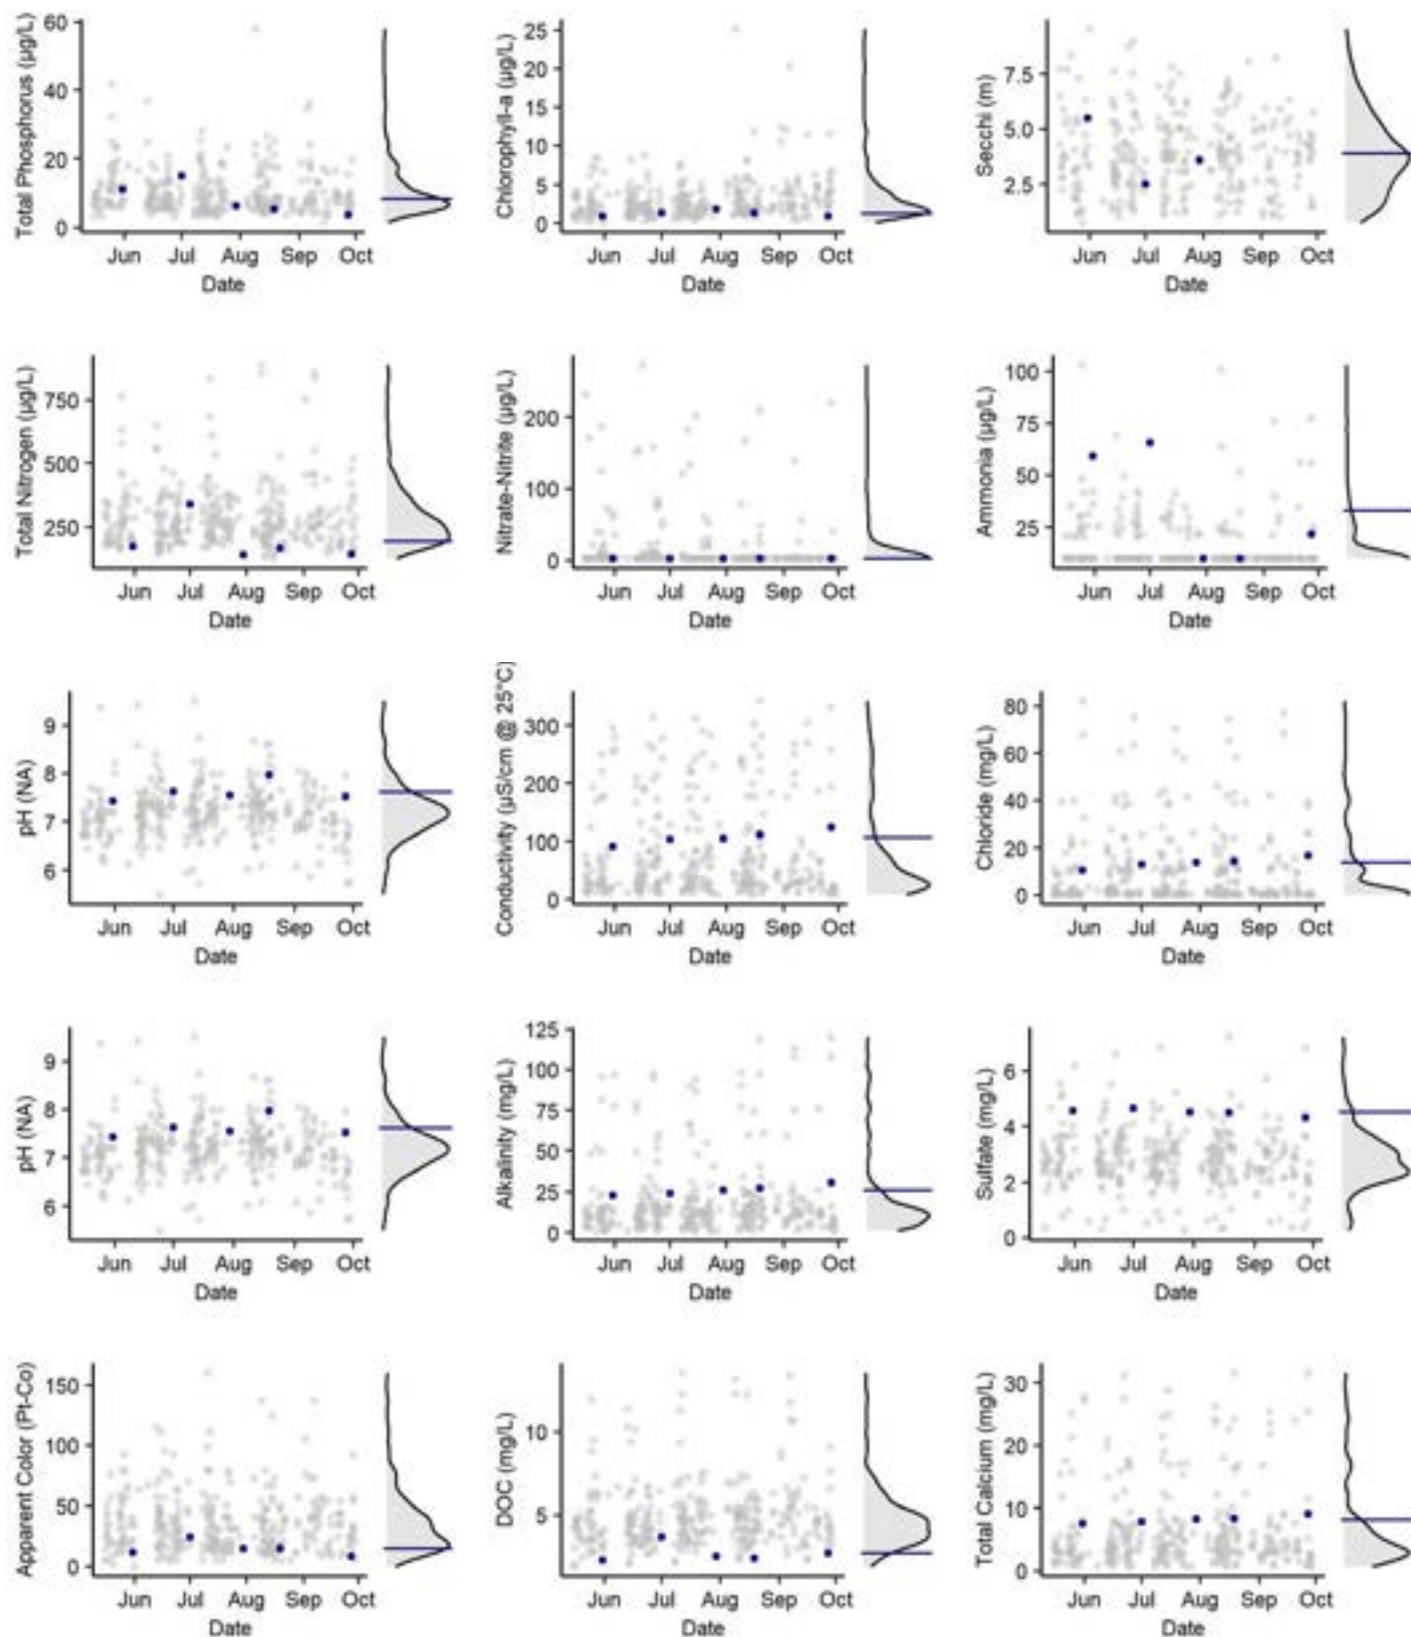 Total Phosphorus (µg/L)
60
40
20
0
Jun Jul Aug Sep Oct
Date
Chlorophyll-a (µg/L)
25
20
15
10
5
0
Jun Jul Aug Sep Oct
Date
Secchi (m)
7.5
5.0
2.5
Jun Jul Aug Sep Oct
Date
Total Nitrogen (µg/L)
750
500
250
Jun Jul Aug Sep Oct
Date
Nitrate-Nitrite (µg/L)
200
100
0
Jun Jul Aug Sep Oct
Date
Ammonia (µg/L)
100
75
50
25
Jun Jul Aug Sep Oct
Date
pH (NA)
9
8
7
6
Jun Jul Aug Sep Oct
Date
Conductivity (µS/cm @ 25°C)
300
200
100
0
Jun Jul Aug Sep Oct
Date
Chloride (mg/L)
80
60
40
20
0
Jun Jul Aug Sep Oct
Date
pH (NA)
9
8
7
6
Jun Jul Aug Sep Oct
Date
Alkalinity (mg/L)
125
100
75
50
25
0
Jun Jul Aug Sep Oct
Date
Sulfate (mg/L)
6
4
2
0
Jun Jul Aug Sep Oct
Date
Apparent Color (Pt-Co)
150
100
50
0
Jun Jul Aug Sep Oct
Date
DOC (mg/L)
10
5
Jun Jul Aug Sep Oct
Date
Total Calcium (mg/L)
30
20
10
0
Jun Jul Aug Sep Oct
Date